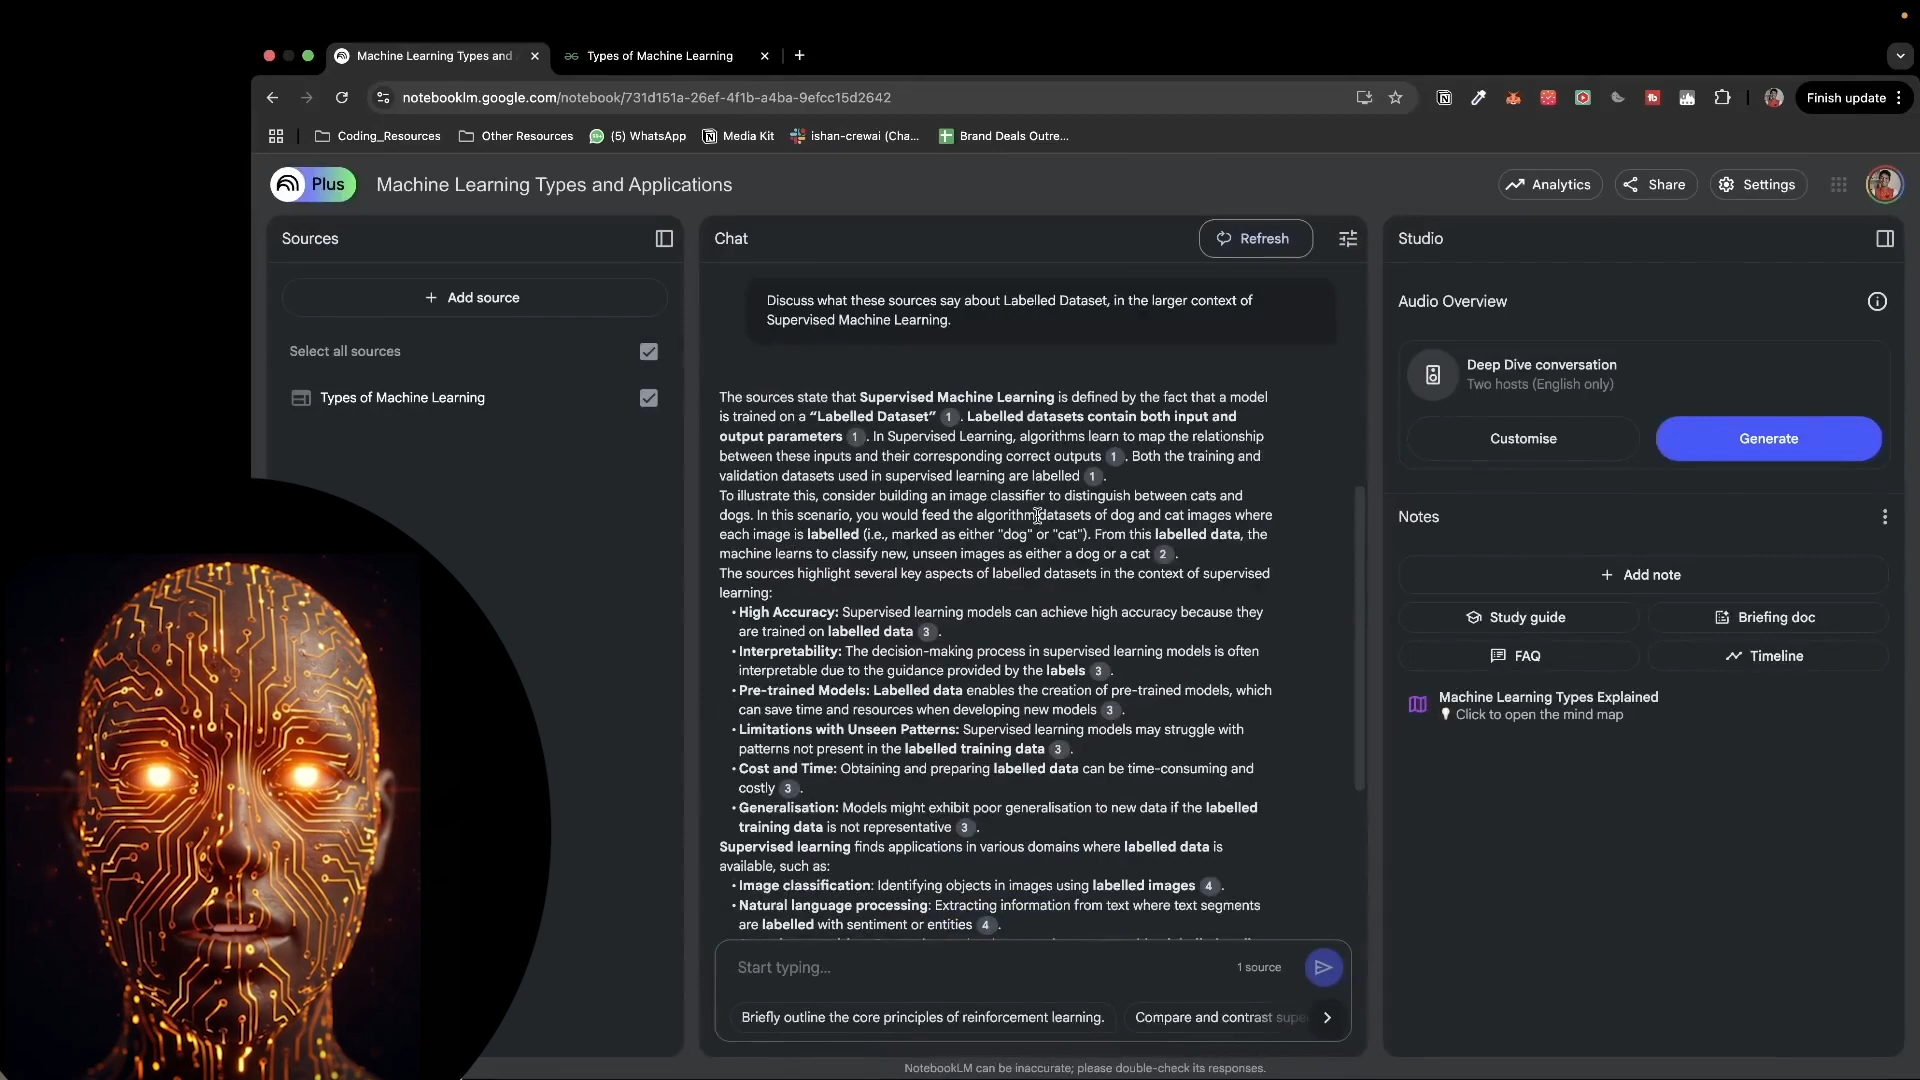 Machine Learning Types and
Types of Machine Learning
notebooklm.google.com/notebook/731d151a-26ef-4f1b-a4ba-9efcc15d2642
Finish update
Coding_Resources
Other Resources
(5) WhatsApp
Media Kit
ishan-crewai (Cha...
Brand Deals Outre...
Plus
Machine Learning Types and Applications
Analytics
Share
Settings
Sources
+ Add source
Select all sources
Types of Machine Learning
Chat
Refresh
Discuss what these sources say about Labelled Dataset, in the larger context of
Supervised Machine Learning.
The sources state that Supervised Machine Learning is defined by the fact that a model
is trained on a “Labelled Dataset” 1 . Labelled datasets contain both input and
output parameters 1 . In Supervised Learning, algorithms learn to map the relationship
between these inputs and their corresponding correct outputs 1 . Both the training and
validation datasets used in supervised learning are labelled 1 .
To illustrate this, consider building an image classifier to distinguish between cats and
dogs. In this scenario, you would feed the algorithm datasets of dog and cat images where
each image is labelled (i.e., marked as either "dog" or "cat"). From this labelled data, the
machine learns to classify new, unseen images as either a dog or a cat 2 .
The sources highlight several key aspects of labelled datasets in the context of supervised
learning:
• High Accuracy: Supervised learning models can achieve high accuracy because they
are trained on labelled data 3 .
• Interpretability: The decision-making process in supervised learning models is often
interpretable due to the guidance provided by the labels 3 .
• Pre-trained Models: Labelled data enables the creation of pre-trained models, which
can save time and resources when developing new models 3 .
• Limitations with Unseen Patterns: Supervised learning models may struggle with
patterns not present in the labelled training data 3 .
• Cost and Time: Obtaining and preparing labelled data can be time-consuming and
costly 3 .
• Generalisation: Models might exhibit poor generalisation to new data if the labelled
training data is not representative 3 .
Supervised learning finds applications in various domains where labelled data is
available, such as:
• Image classification: Identifying objects in images using labelled images 4 .
• Natural language processing: Extracting information from text where text segments
are labelled with sentiment or entities 4 .
Start typing...
1 source
Briefly outline the core principles of reinforcement learning.
Compare and contrast supe
NotebookLM can be inaccurate; please double-check its responses.
Studio
Audio Overview
Deep Dive conversation
Two hosts (English only)
Customise
Generate
Notes
+ Add note
Study guide
Briefing doc
FAQ
Timeline
Machine Learning Types Explained
Click to open the mind map